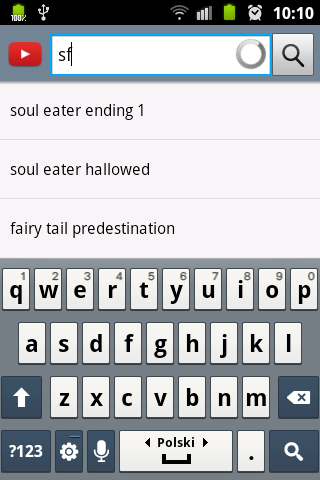 100% 10:10
sf
soul eater ending 1
soul eater hallowed
fairy tail predestination
1 2 3 4 5 6 7 8 9 0
q w e r t y u i o p
a s d f g h j k l
z x c v b n m
?123 Polski .